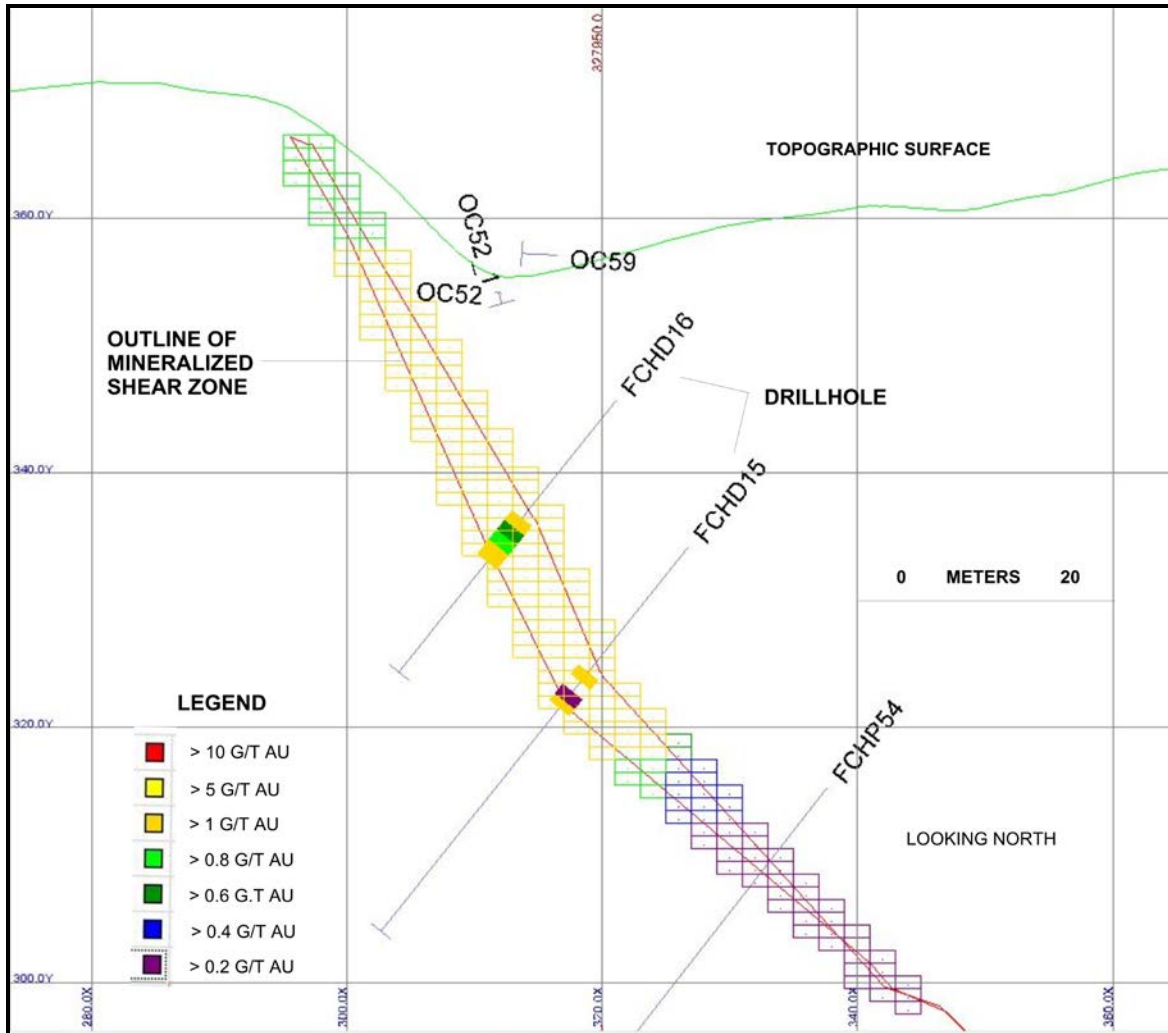 327950.0
TOPOGRAPHIC SURFACE
360.0Y
OC52_1
OC59
OC52
FCHD16
OUTLINE OF
MINERALIZED
SHEAR ZONE
DRILLHOLE
340.0Y
FCHD15
0 METERS 20
LEGEND
> 10 G/T AU
> 5 G/T AU
> 1 G/T AU
> 0.8 G/T AU
> 0.6 G.T AU
> 0.4 G/T AU
> 0.2 G/T AU
320.0Y
FCHP54
LOOKING NORTH
300.0Y
280.0X
300.0X
320.0X
340.0X
360.0X